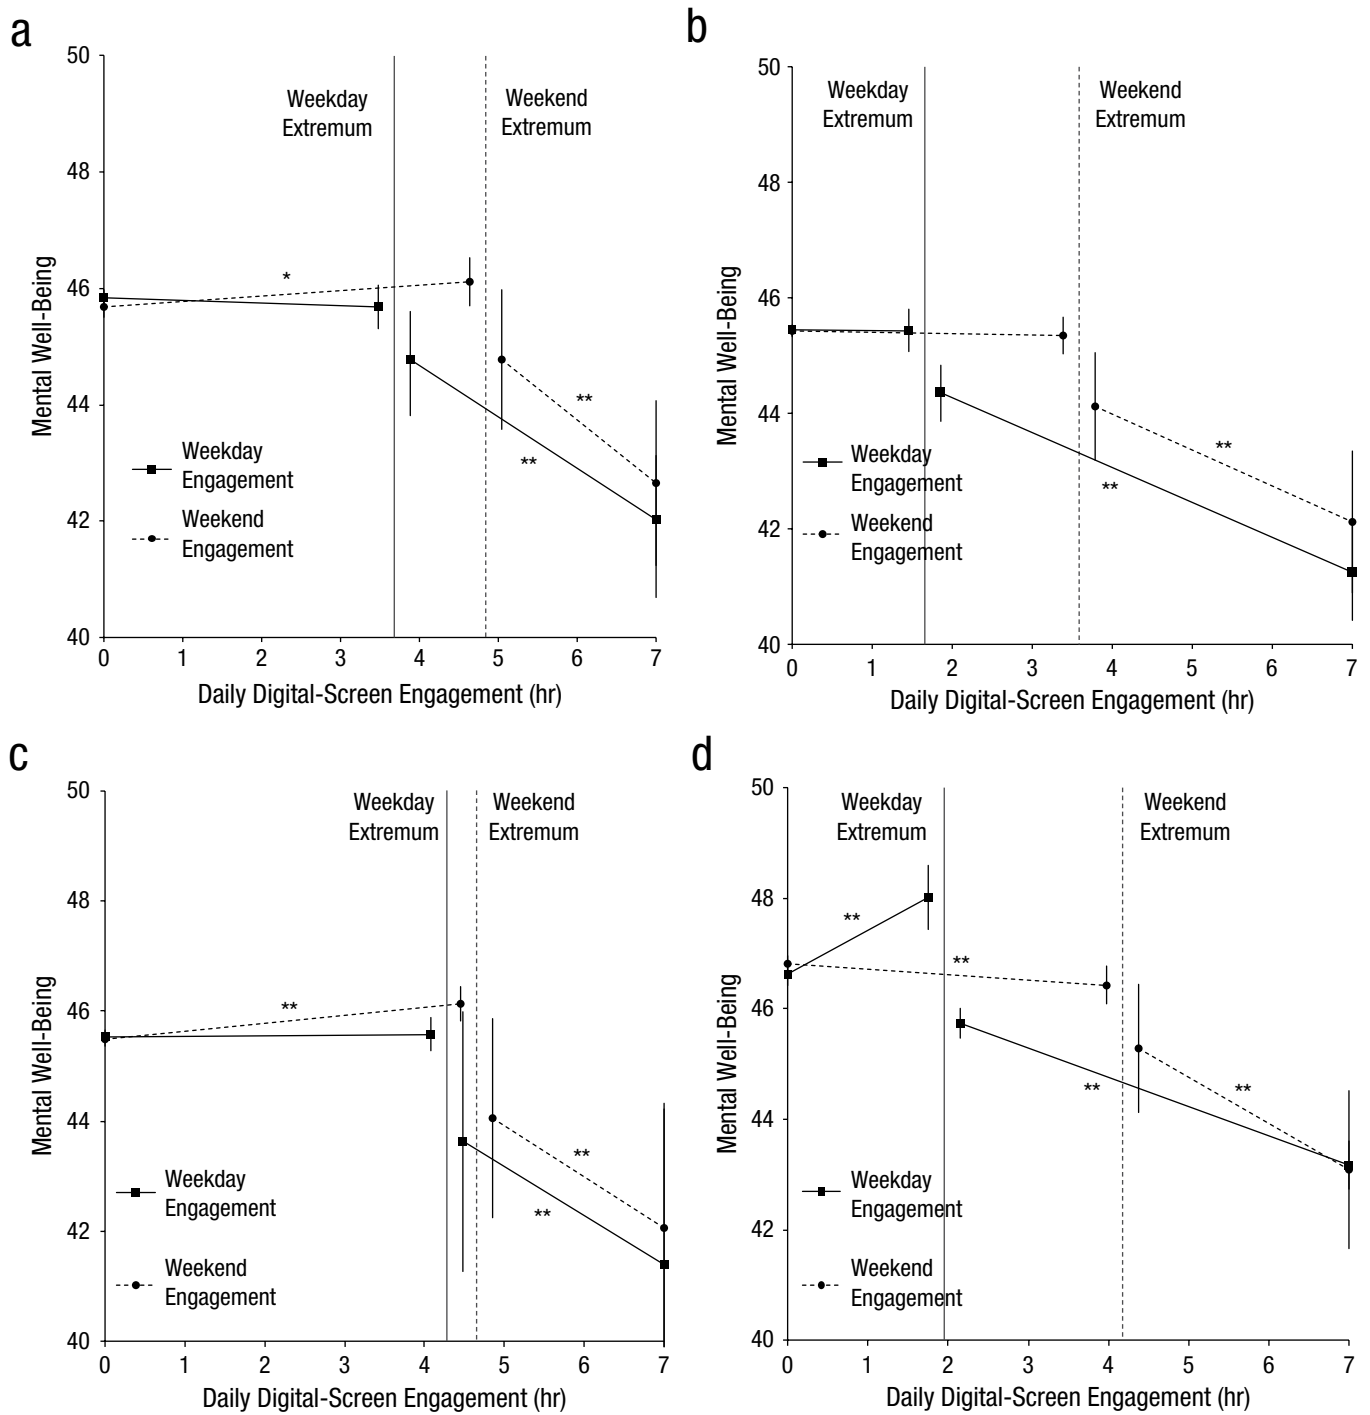 a
50
48
46
44
42
40
Mental Well-Being
Weekday
Extremum
Weekend
Extremum
*
**
**
Weekday
Engagement
Weekend
Engagement
0 1 2 3 4 5 6 7
Daily Digital-Screen Engagement (hr)
b
50
48
46
44
42
40
Mental Well-Being
Weekday
Extremum
Weekend
Extremum
**
**
Weekday
Engagement
Weekend
Engagement
0 1 2 3 4 5 6 7
Daily Digital-Screen Engagement (hr)
c
50
48
46
44
42
40
Mental Well-Being
Weekday
Extremum
Weekend
Extremum
**
**
**
Weekday
Engagement
Weekend
Engagement
0 1 2 3 4 5 6 7
Daily Digital-Screen Engagement (hr)
d
50
48
46
44
42
40
Mental Well-Being
Weekday
Extremum
Weekend
Extremum
**
**
**
**
Weekday
Engagement
Weekend
Engagement
0 1 2 3 4 5 6 7
Daily Digital-Screen Engagement (hr)